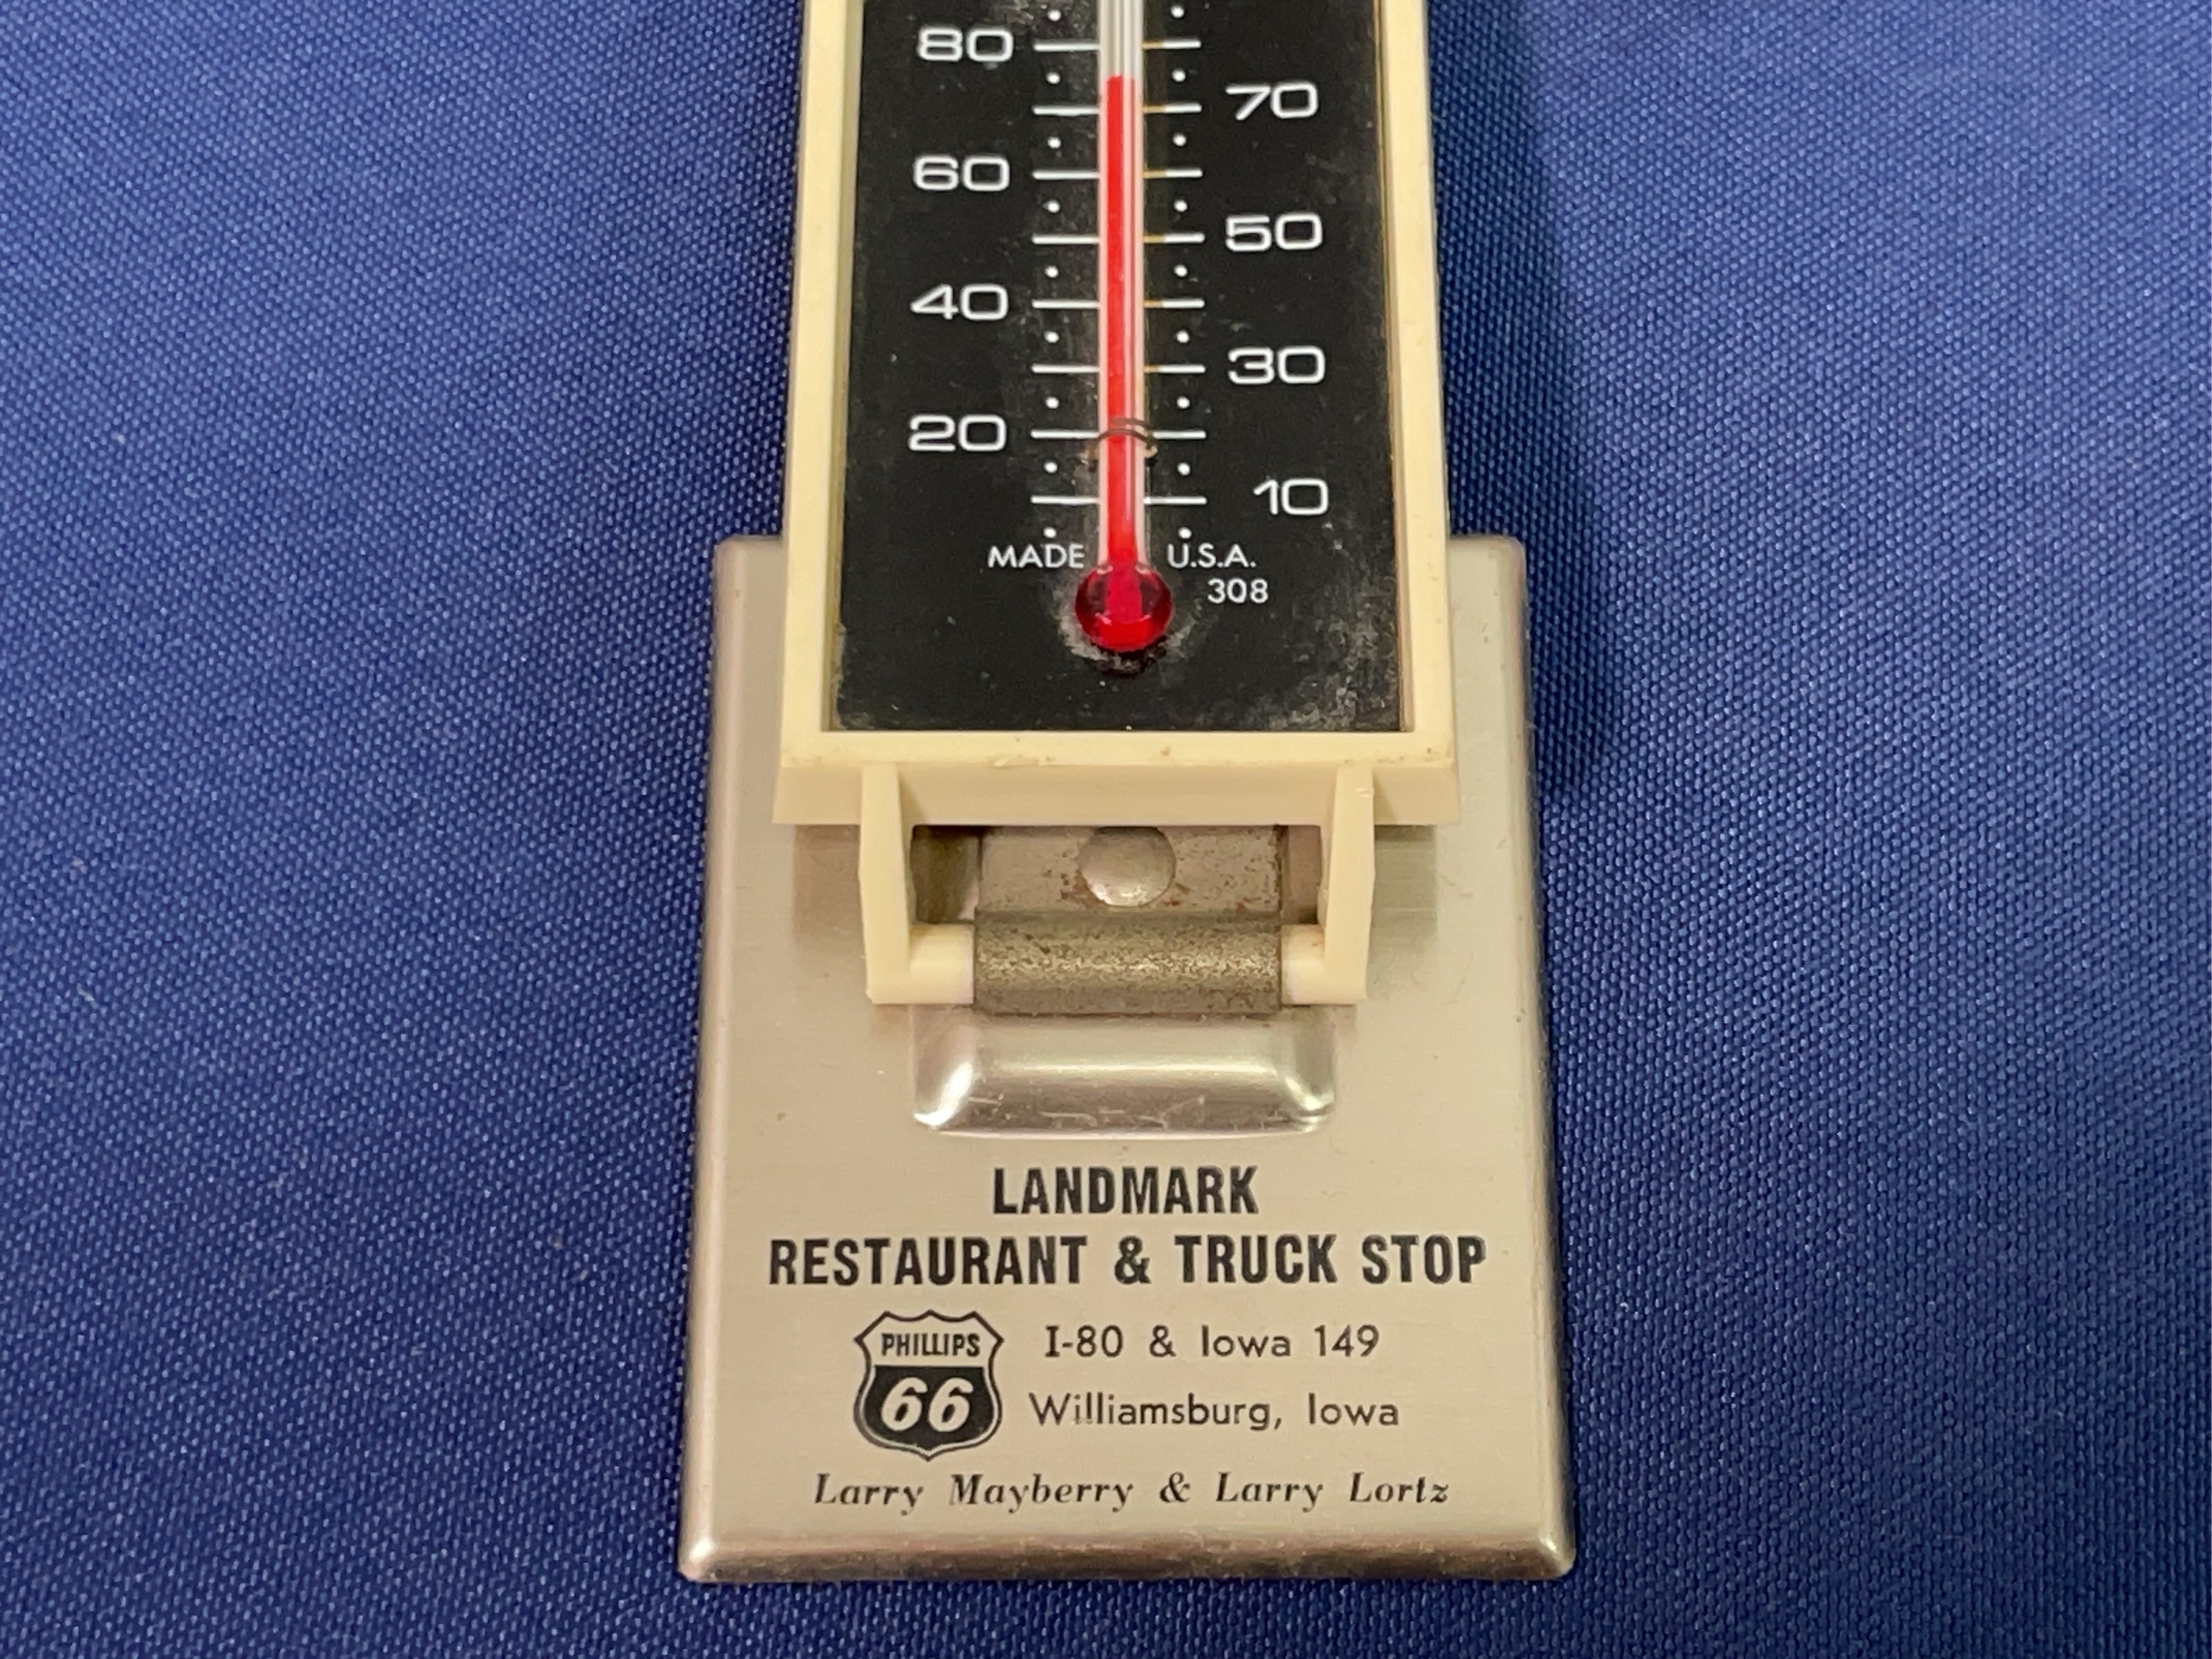 80
70
60
50
40
30
20
10
MADE U.S.A.
308
LANDMARK
RESTAURANT & TRUCK STOP
PHILLIPS
66
I-80 & Iowa 149
Williamsburg, Iowa
Larry Mayberry & Larry Lortz